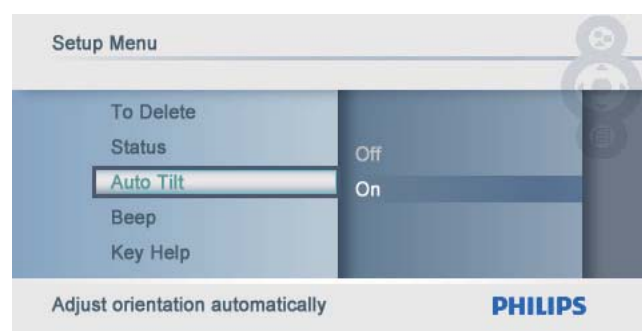 Setup Menu
To Delete
Status
Auto Tilt
Beep
Key Help
Off
On
Adjust orientation automatically
PHILIPS